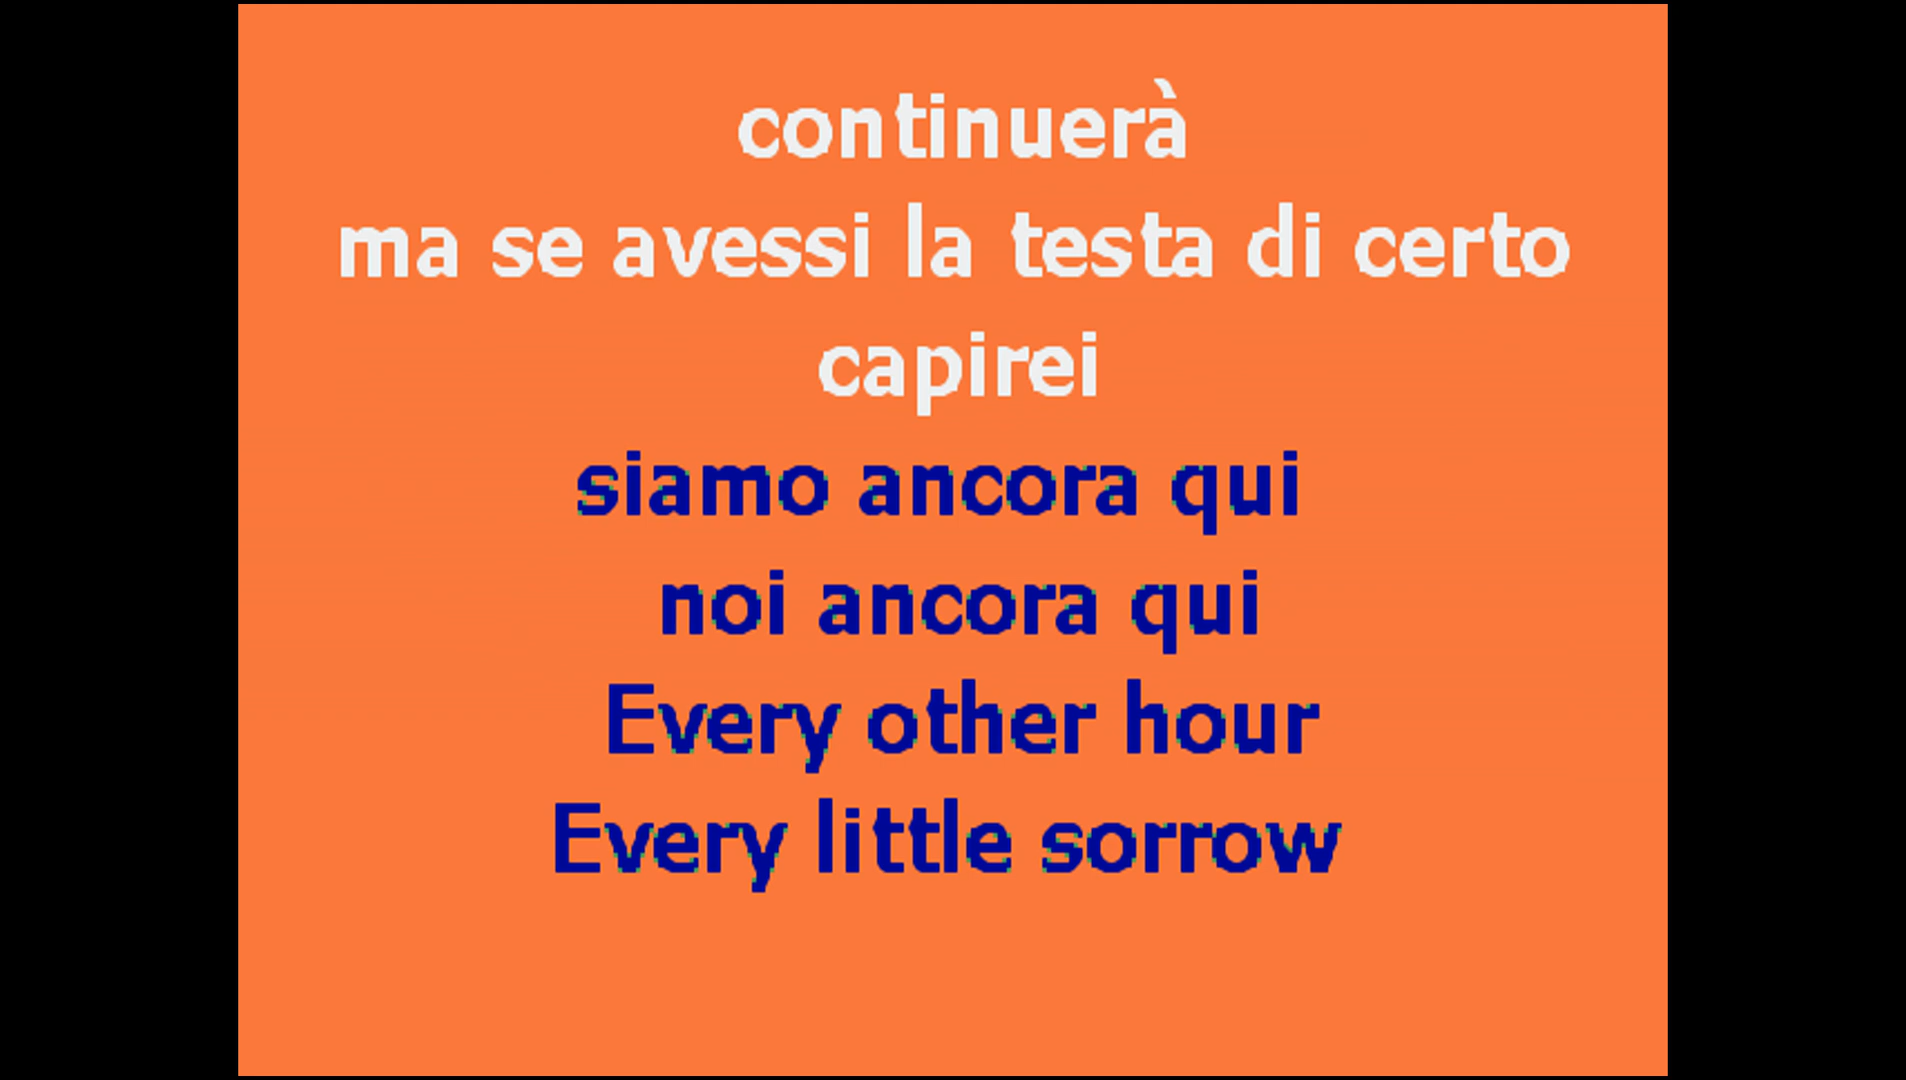 continuerà
ma se avessi la testa di certo
capirei
siamo ancora qui
noi ancora qui
Every other hour
Every little sorrow